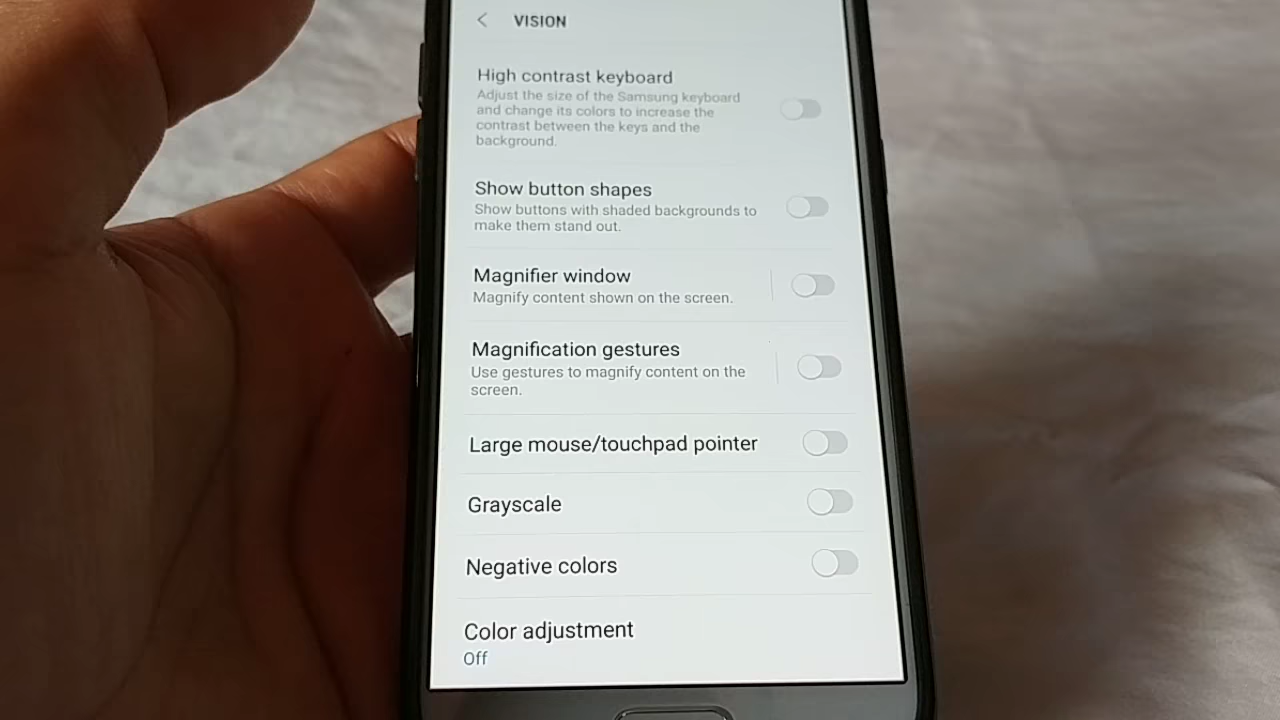 VISION
High contrast keyboard
Adjust the size of the Samsung keyboard
and change its colors to increase the
contrast between the keys and the
background.
Show button shapes
Show buttons with shaded backgrounds to
make them stand out.
Magnifier window
Magnify content shown on the screen.
Magnification gestures
Use gestures to magnify content on the
screen.
Large mouse/touchpad pointer
Grayscale
Negative colors
Color adjustment
Off